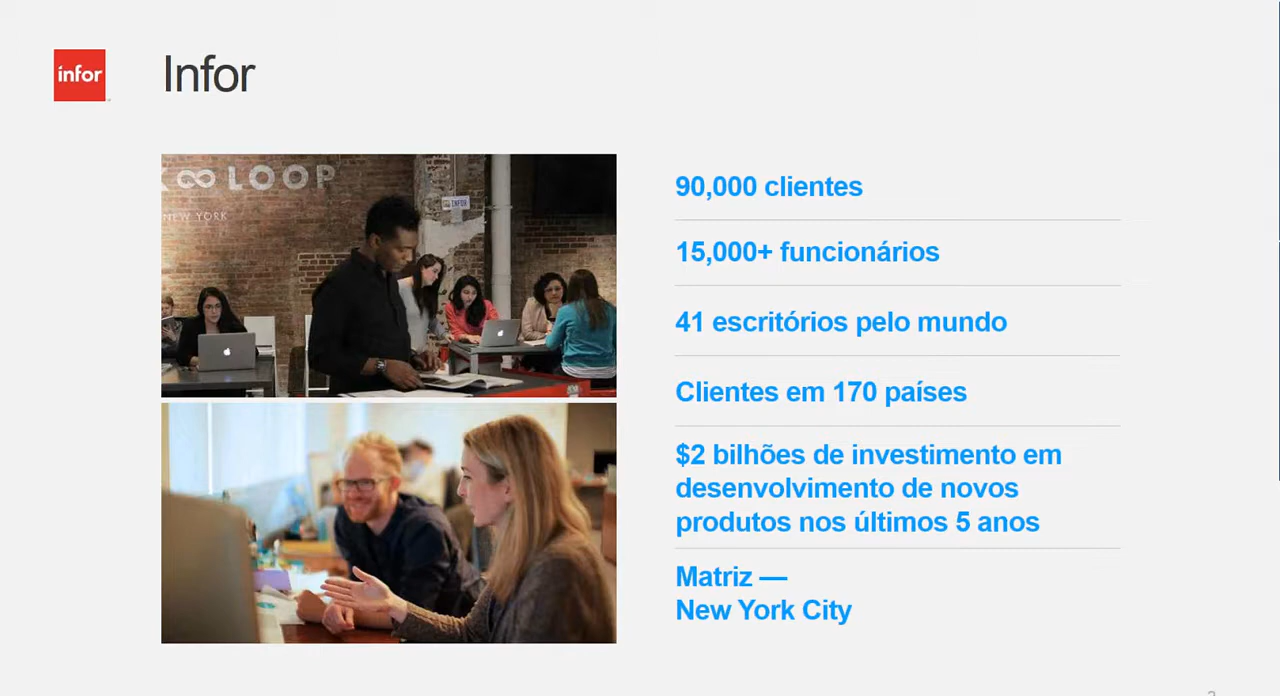 infor
Infor
LOOP
NEW YORK
INFOR
90,000 clientes
15,000+ funcionários
41 escritórios pelo mundo
Clientes em 170 países
$2 bilhões de investimento em
desenvolvimento de novos
produtos nos últimos 5 anos
Matriz —
New York City